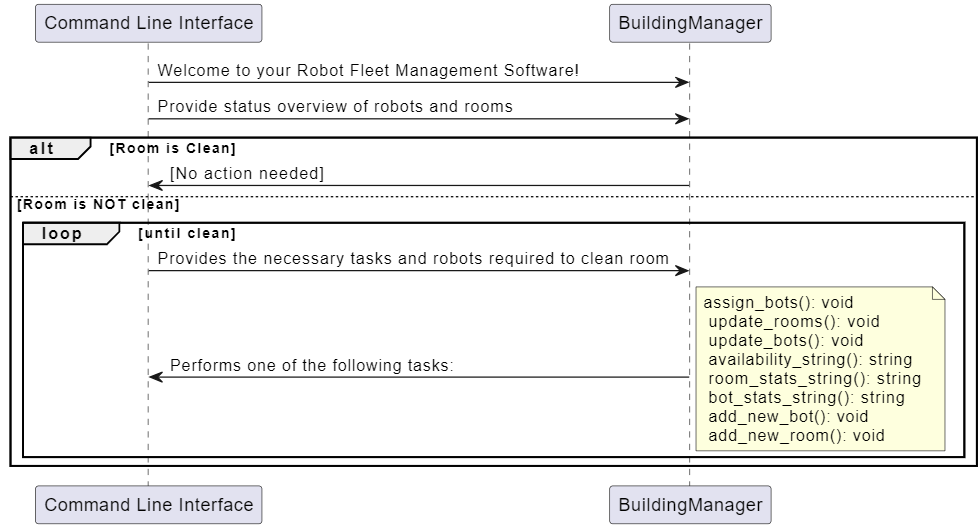 Command Line Interface BuildingManager
Welcome to your Robot Fleet Management Software!
Provide status overview of robots and rooms
alt [Room is Clean]
[No action needed]
[Room is NOT clean]
loop [until clean]
Provides the necessary tasks and robots required to clean room
assign_bots(): void
update_rooms(): void
update_bots(): void
Performs one of the following tasks:
availability_string(): string
room_stats_string(): string
bot_stats_string(): string
add_new_bot(): void
add_new_room(): void
Command Line Interface BuildingManager